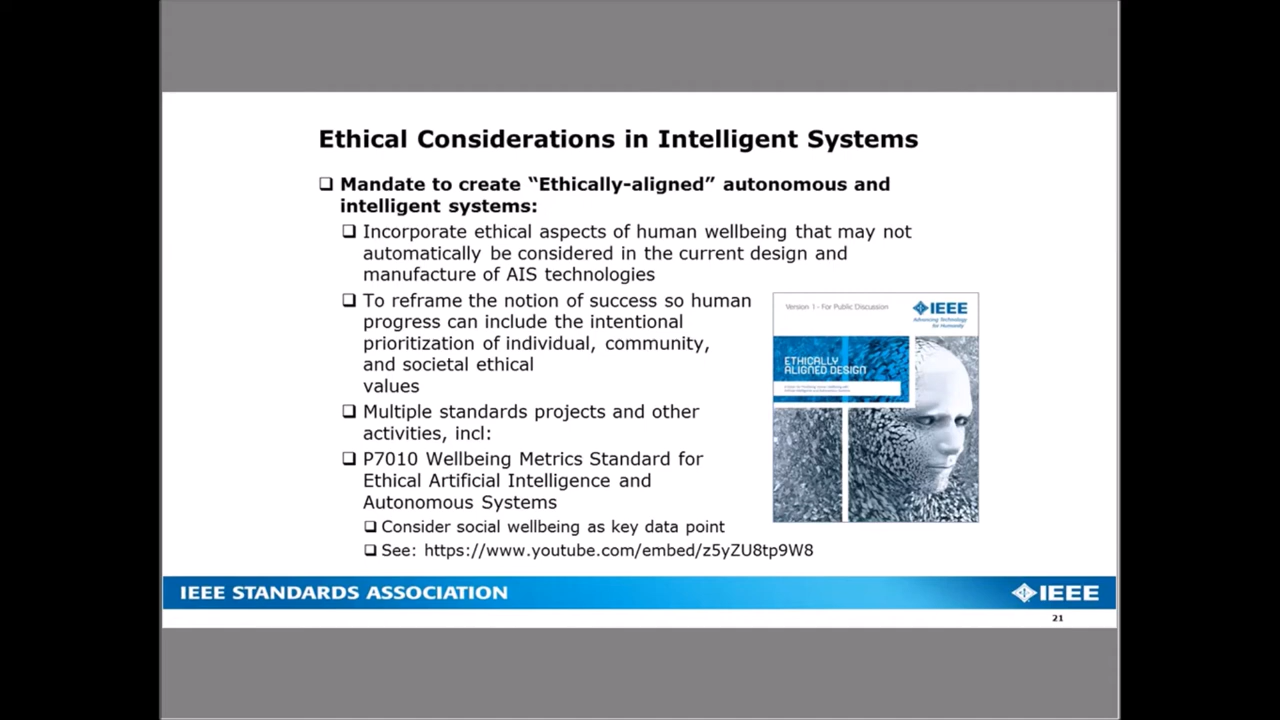 Ethical Considerations in Intelligent Systems
Mandate to create “Ethically-aligned” autonomous and
intelligent systems:
Incorporate ethical aspects of human wellbeing that may not
automatically be considered in the current design and
manufacture of AIS technologies
To reframe the notion of success so human
progress can include the intentional
prioritization of individual, community,
and societal ethical
values
Multiple standards projects and other
activities, incl:
P7010 Wellbeing Metrics Standard for
Ethical Artificial Intelligence and
Autonomous Systems
Consider social wellbeing as key data point
See: https://www.youtube.com/embed/z5yZU8tp9W8
Version 1 - For Public Discussion
IEEE
Advancing Technology
for Humanity
ETHICALLY
ALIGNED DESIGN
IEEE STANDARDS ASSOCIATION
IEEE
21